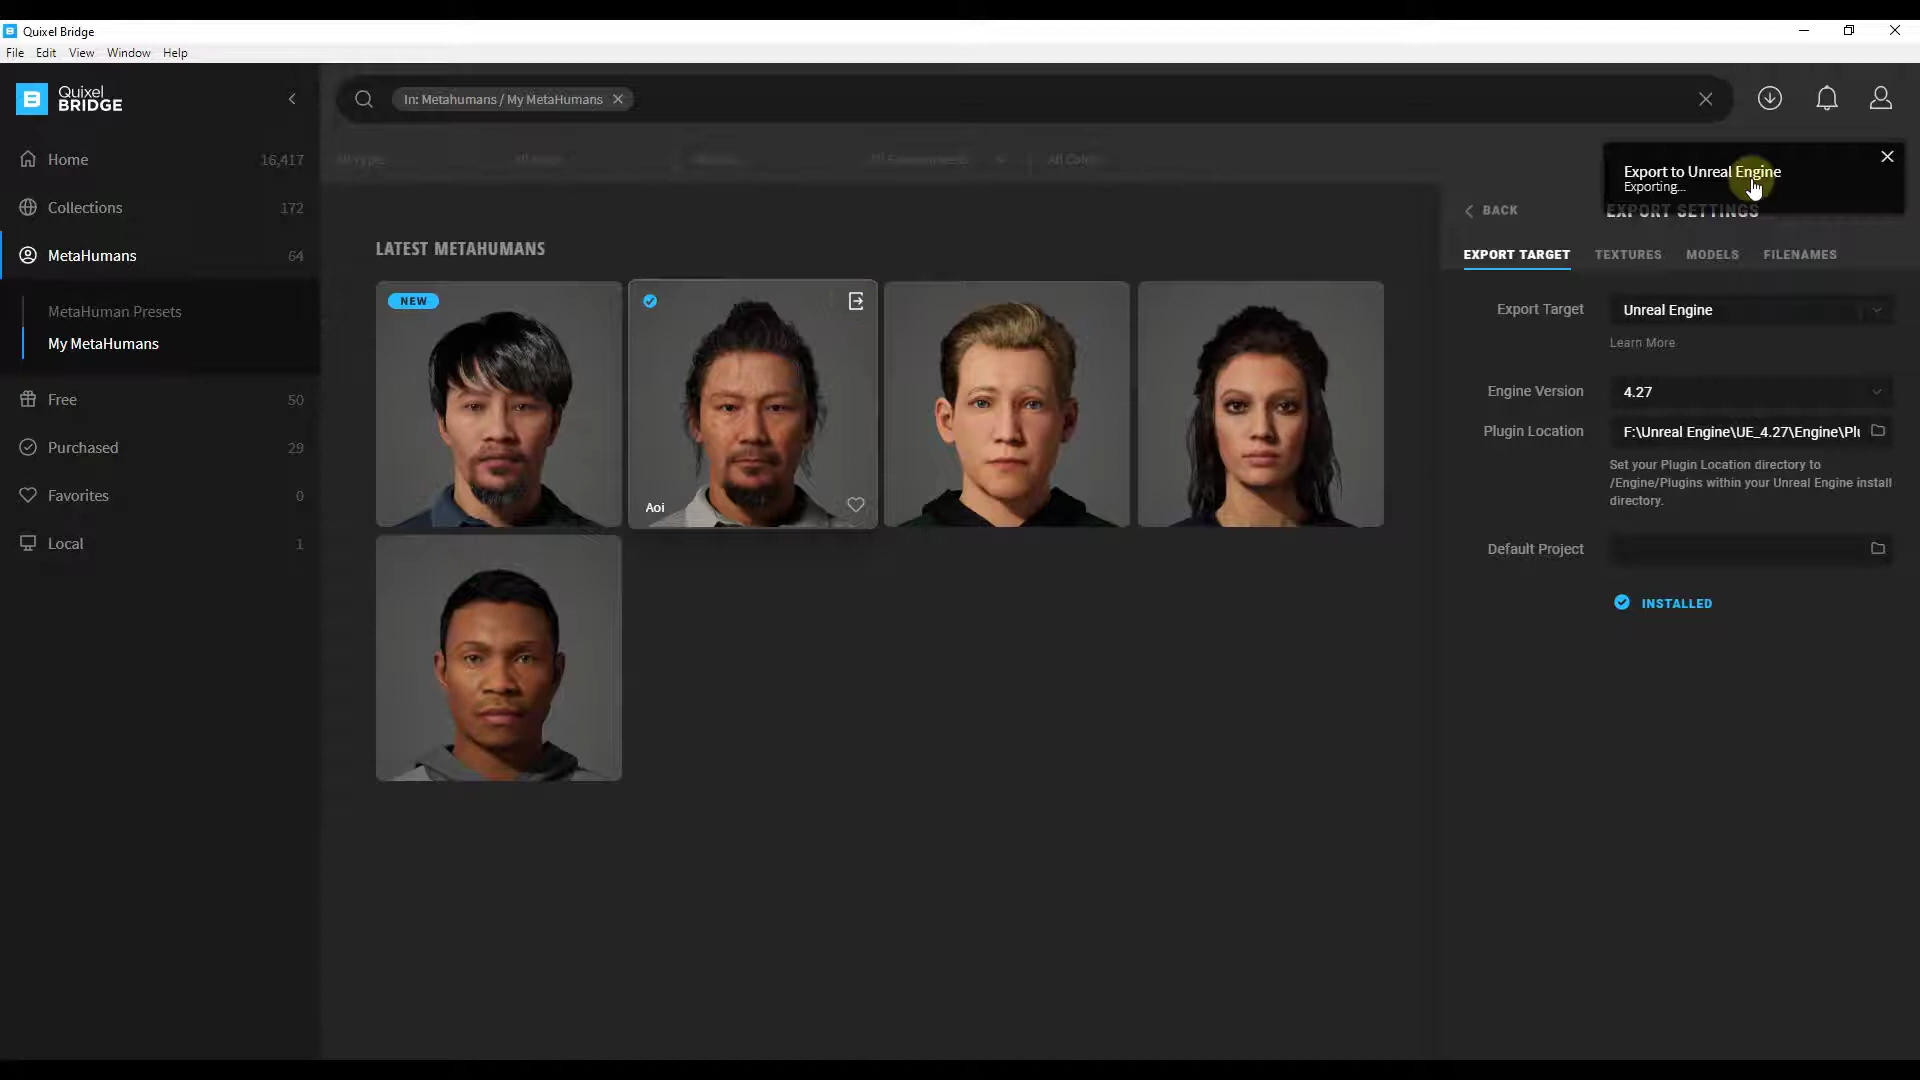 Quixel Bridge
File Edit View Window Help
Quixel
BRIDGE
In: Metahumans / My MetaHumans
Home 16,417
Collections 172
MetaHumans 64
MetaHuman Presets
My MetaHumans
Free 50
Purchased 29
Favorites 0
Local 1
LATEST METAHUMANS
NEW
Aoi
Export to Unreal Engine
Exporting...
BACK
EXPORT SETTINGS
EXPORT TARGET TEXTURES MODELS FILENAMES
Export Target Unreal Engine
Learn More
Engine Version 4.27
Plugin Location F:\Unreal Engine\UE_4.27\Engine\Plu
Set your Plugin Location directory to
/Engine/Plugins within your Unreal Engine install
directory.
Default Project
INSTALLED